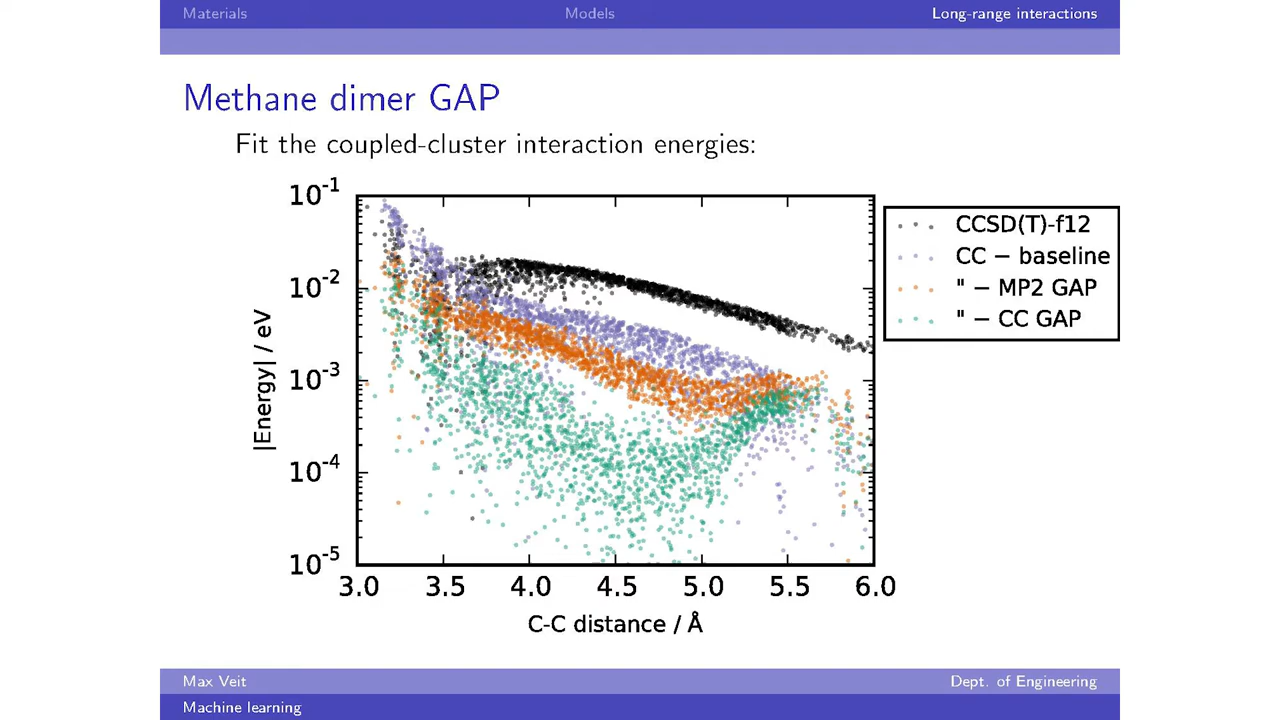 Materials Models Long-range interactions
Methane dimer GAP
Fit the coupled-cluster interaction energies:
10-1
10-2
10-3
10-4
10-5
|Energy| / eV
3.0 3.5 4.0 4.5 5.0 5.5 6.0
C-C distance / Å
CCSD(T)-f12
CC − baseline
" − MP2 GAP
" − CC GAP
Max Veit Dept. of Engineering
Machine learning